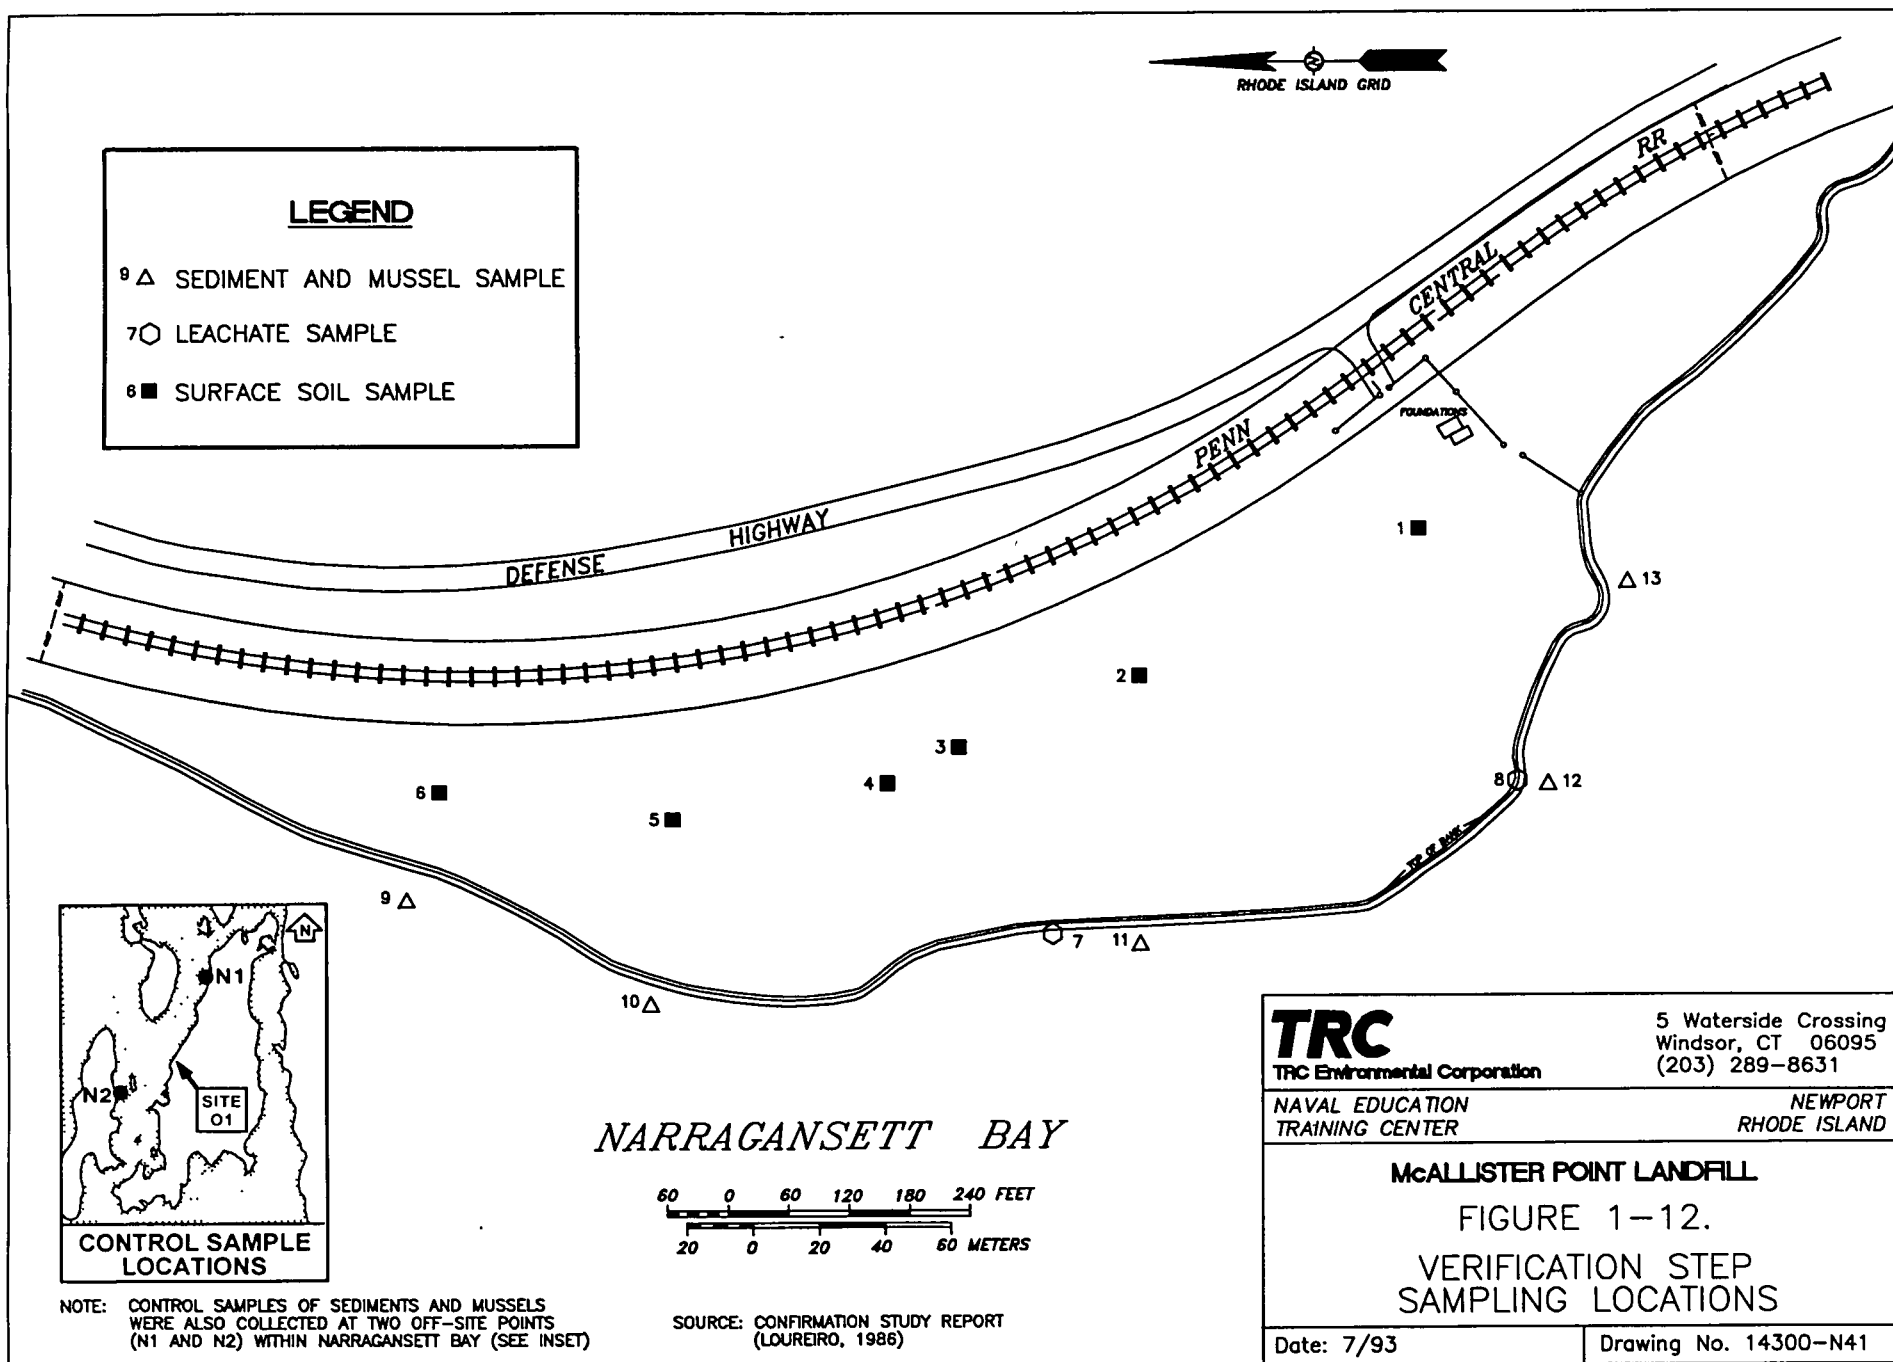 RHODE ISLAND GRID
LEGEND
9 SEDIMENT AND MUSSEL SAMPLE
7 LEACHATE SAMPLE
6 SURFACE SOIL SAMPLE
RR
CENTRAL
PENN
FOUNDATIONS
DEFENSE HIGHWAY
1
13
2
3
4
6
5
8
12
TOP OF BANK
9
7
11
10
N
N1
N2
SITE
01
CONTROL SAMPLE
LOCATIONS
NARRAGANSETT BAY
60 0 60 120 180 240 FEET
20 0 20 40 60 METERS
NOTE: CONTROL SAMPLES OF SEDIMENTS AND MUSSELS
WERE ALSO COLLECTED AT TWO OFF-SITE POINTS
(N1 AND N2) WITHIN NARRAGANSETT BAY (SEE INSET)
SOURCE: CONFIRMATION STUDY REPORT
(LOUREIRO, 1986)
TRC
TRC Environmental Corporation
5 Waterside Crossing
Windsor, CT 06095
(203) 289-8631
NAVAL EDUCATION
TRAINING CENTER
NEWPORT
RHODE ISLAND
McALLISTER POINT LANDFILL
FIGURE 1-12.
VERIFICATION STEP
SAMPLING LOCATIONS
Date: 7/93
Drawing No. 14300-N41